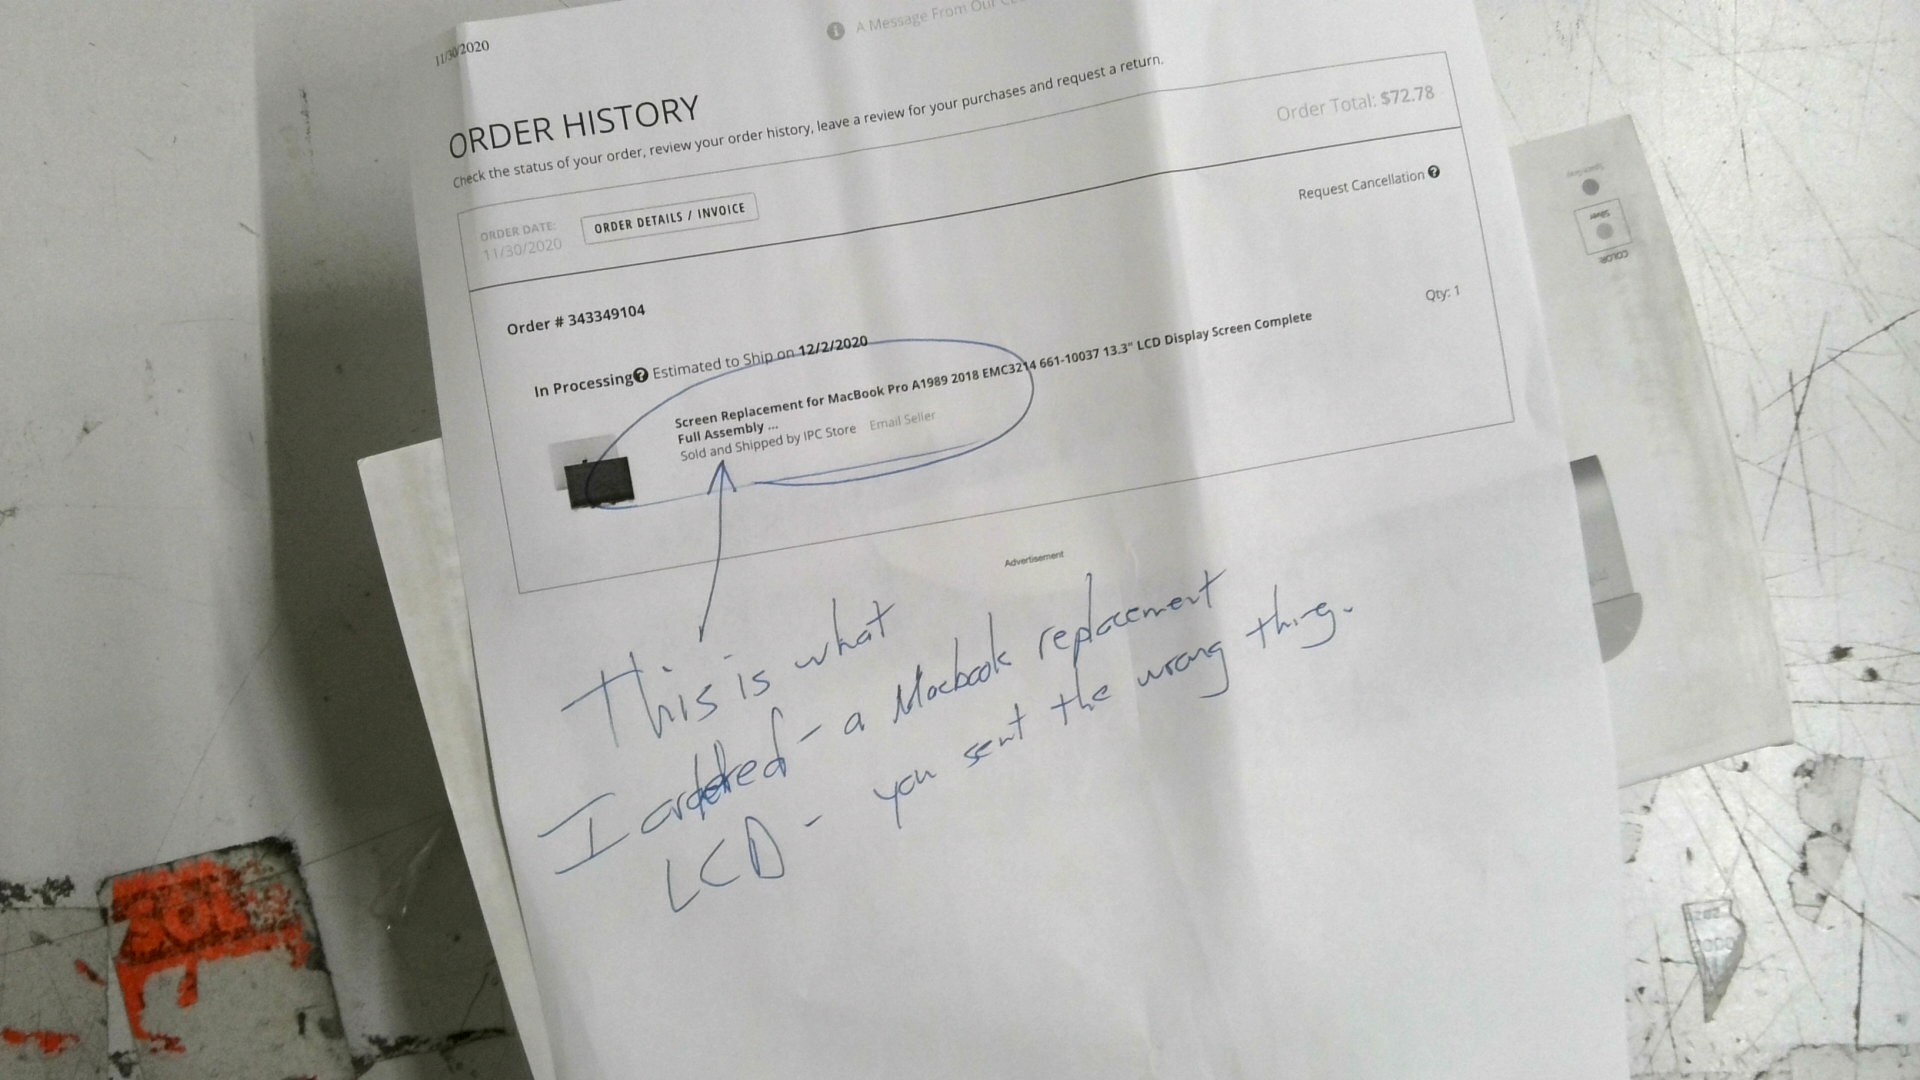 11/30/2020
A Message From Our
ORDER HISTORY
Check the status of your order, review your order history, leave a review for your purchases and request a return.
ORDER DATE:
11/30/2020
ORDER DETAILS / INVOICE
Order Total: $72.78
Request Cancellation
Order # 343349104
In Processing Estimated to Ship on 12/2/2020
Qty: 1
Screen Replacement for MacBook Pro A1989 2018 EMC3214 661-10037 13.3" LCD Display Screen Complete
Full Assembly ...
Sold and Shipped by IPC Store Email Seller
Advertisement
This is what
I ordered - a Macbook replacement
LCD - you sent the wrong thing.
COLOR:
Silver